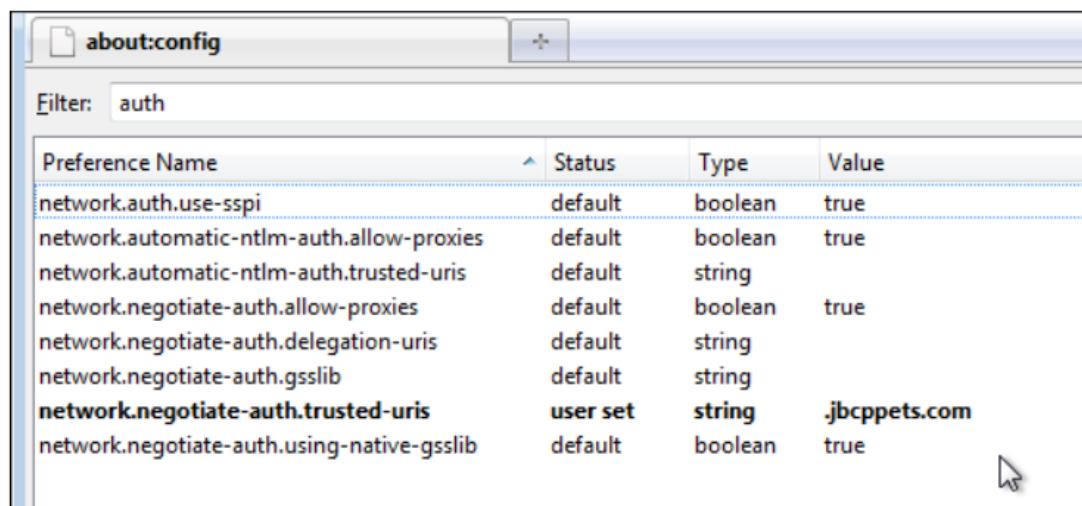 about:config
Filter: auth
Preference Name Status Type Value
network.auth.use-sspi default boolean true
network.automatic-ntlm-auth.allow-proxies default boolean true
network.automatic-ntlm-auth.trusted-uris default string
network.negotiate-auth.allow-proxies default boolean true
network.negotiate-auth.delegation-uris default string
network.negotiate-auth.gsslib default string
network.negotiate-auth.trusted-uris user set string .jbcppets.com
network.negotiate-auth.using-native-gsslib default boolean true